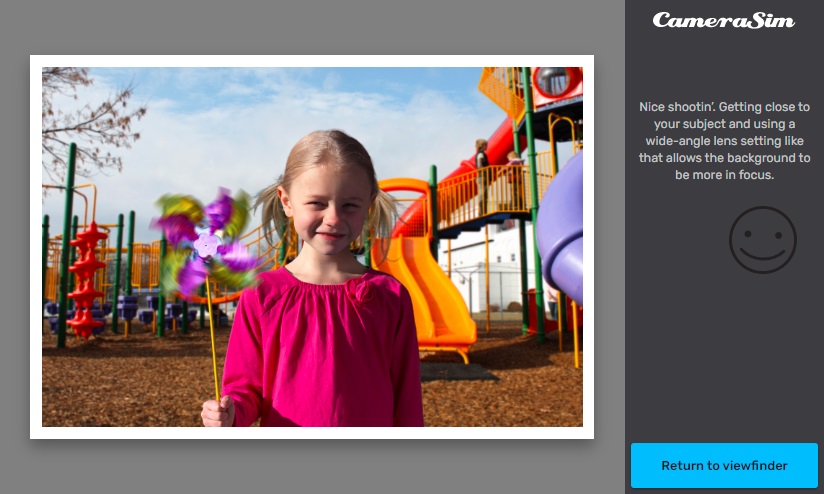 CameraSim
Nice shootin'. Getting close to
your subject and using a
wide-angle lens setting like
that allows the background to
be more in focus.
Return to viewfinder